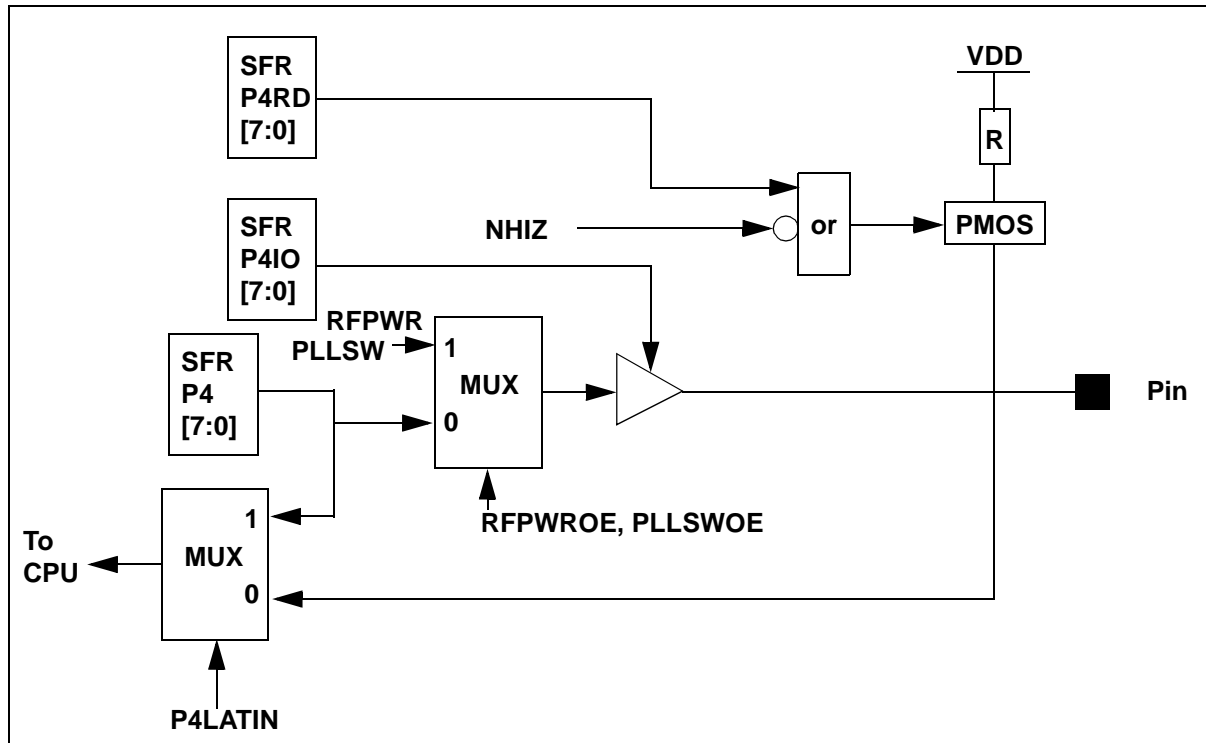 SFR
P4RD
[7:0]
VDD
R
SFR
P4IO
[7:0]
NHIZ
or
PMOS
RFPWR
PLLSW
1
MUX
0
SFR
P4
[7:0]
Pin
RFPWROE, PLLSWOE
1
MUX
0
To
CPU
P4LATIN